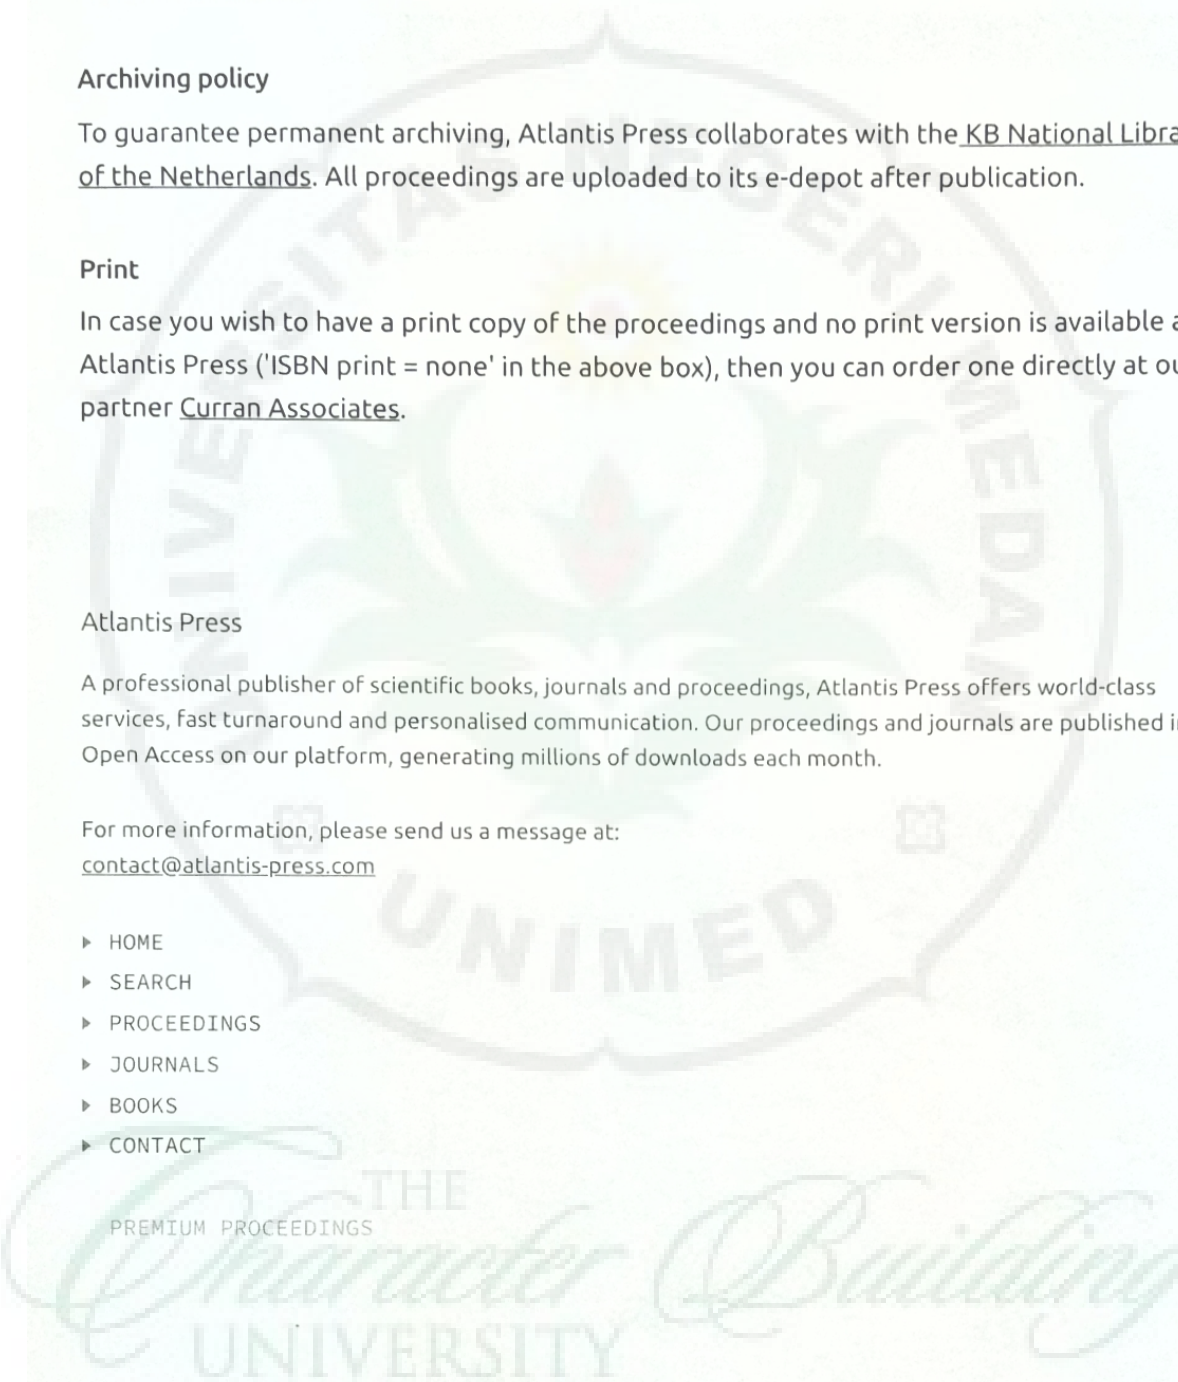 Archiving policy
To guarantee permanent archiving, Atlantis Press collaborates with the KB National Libra
of the Netherlands. All proceedings are uploaded to its e-depot after publication.
Print
In case you wish to have a print copy of the proceedings and no print version is available a
Atlantis Press ('ISBN print = none' in the above box), then you can order one directly at ou
partner Curran Associates.
Atlantis Press
A professional publisher of scientific books, journals and proceedings, Atlantis Press offers world-class
services, fast turnaround and personalised communication. Our proceedings and journals are published i
Open Access on our platform, generating millions of downloads each month.
For more information, please send us a message at:
contact@atlantis-press.com
HOME
SEARCH
PROCEEDINGS
JOURNALS
BOOKS
CONTACT
PREMIUM PROCEEDINGS
UNIVERSITAS NEGERI MEDAN
UNIMED
THE
Character Building
UNIVERSITY